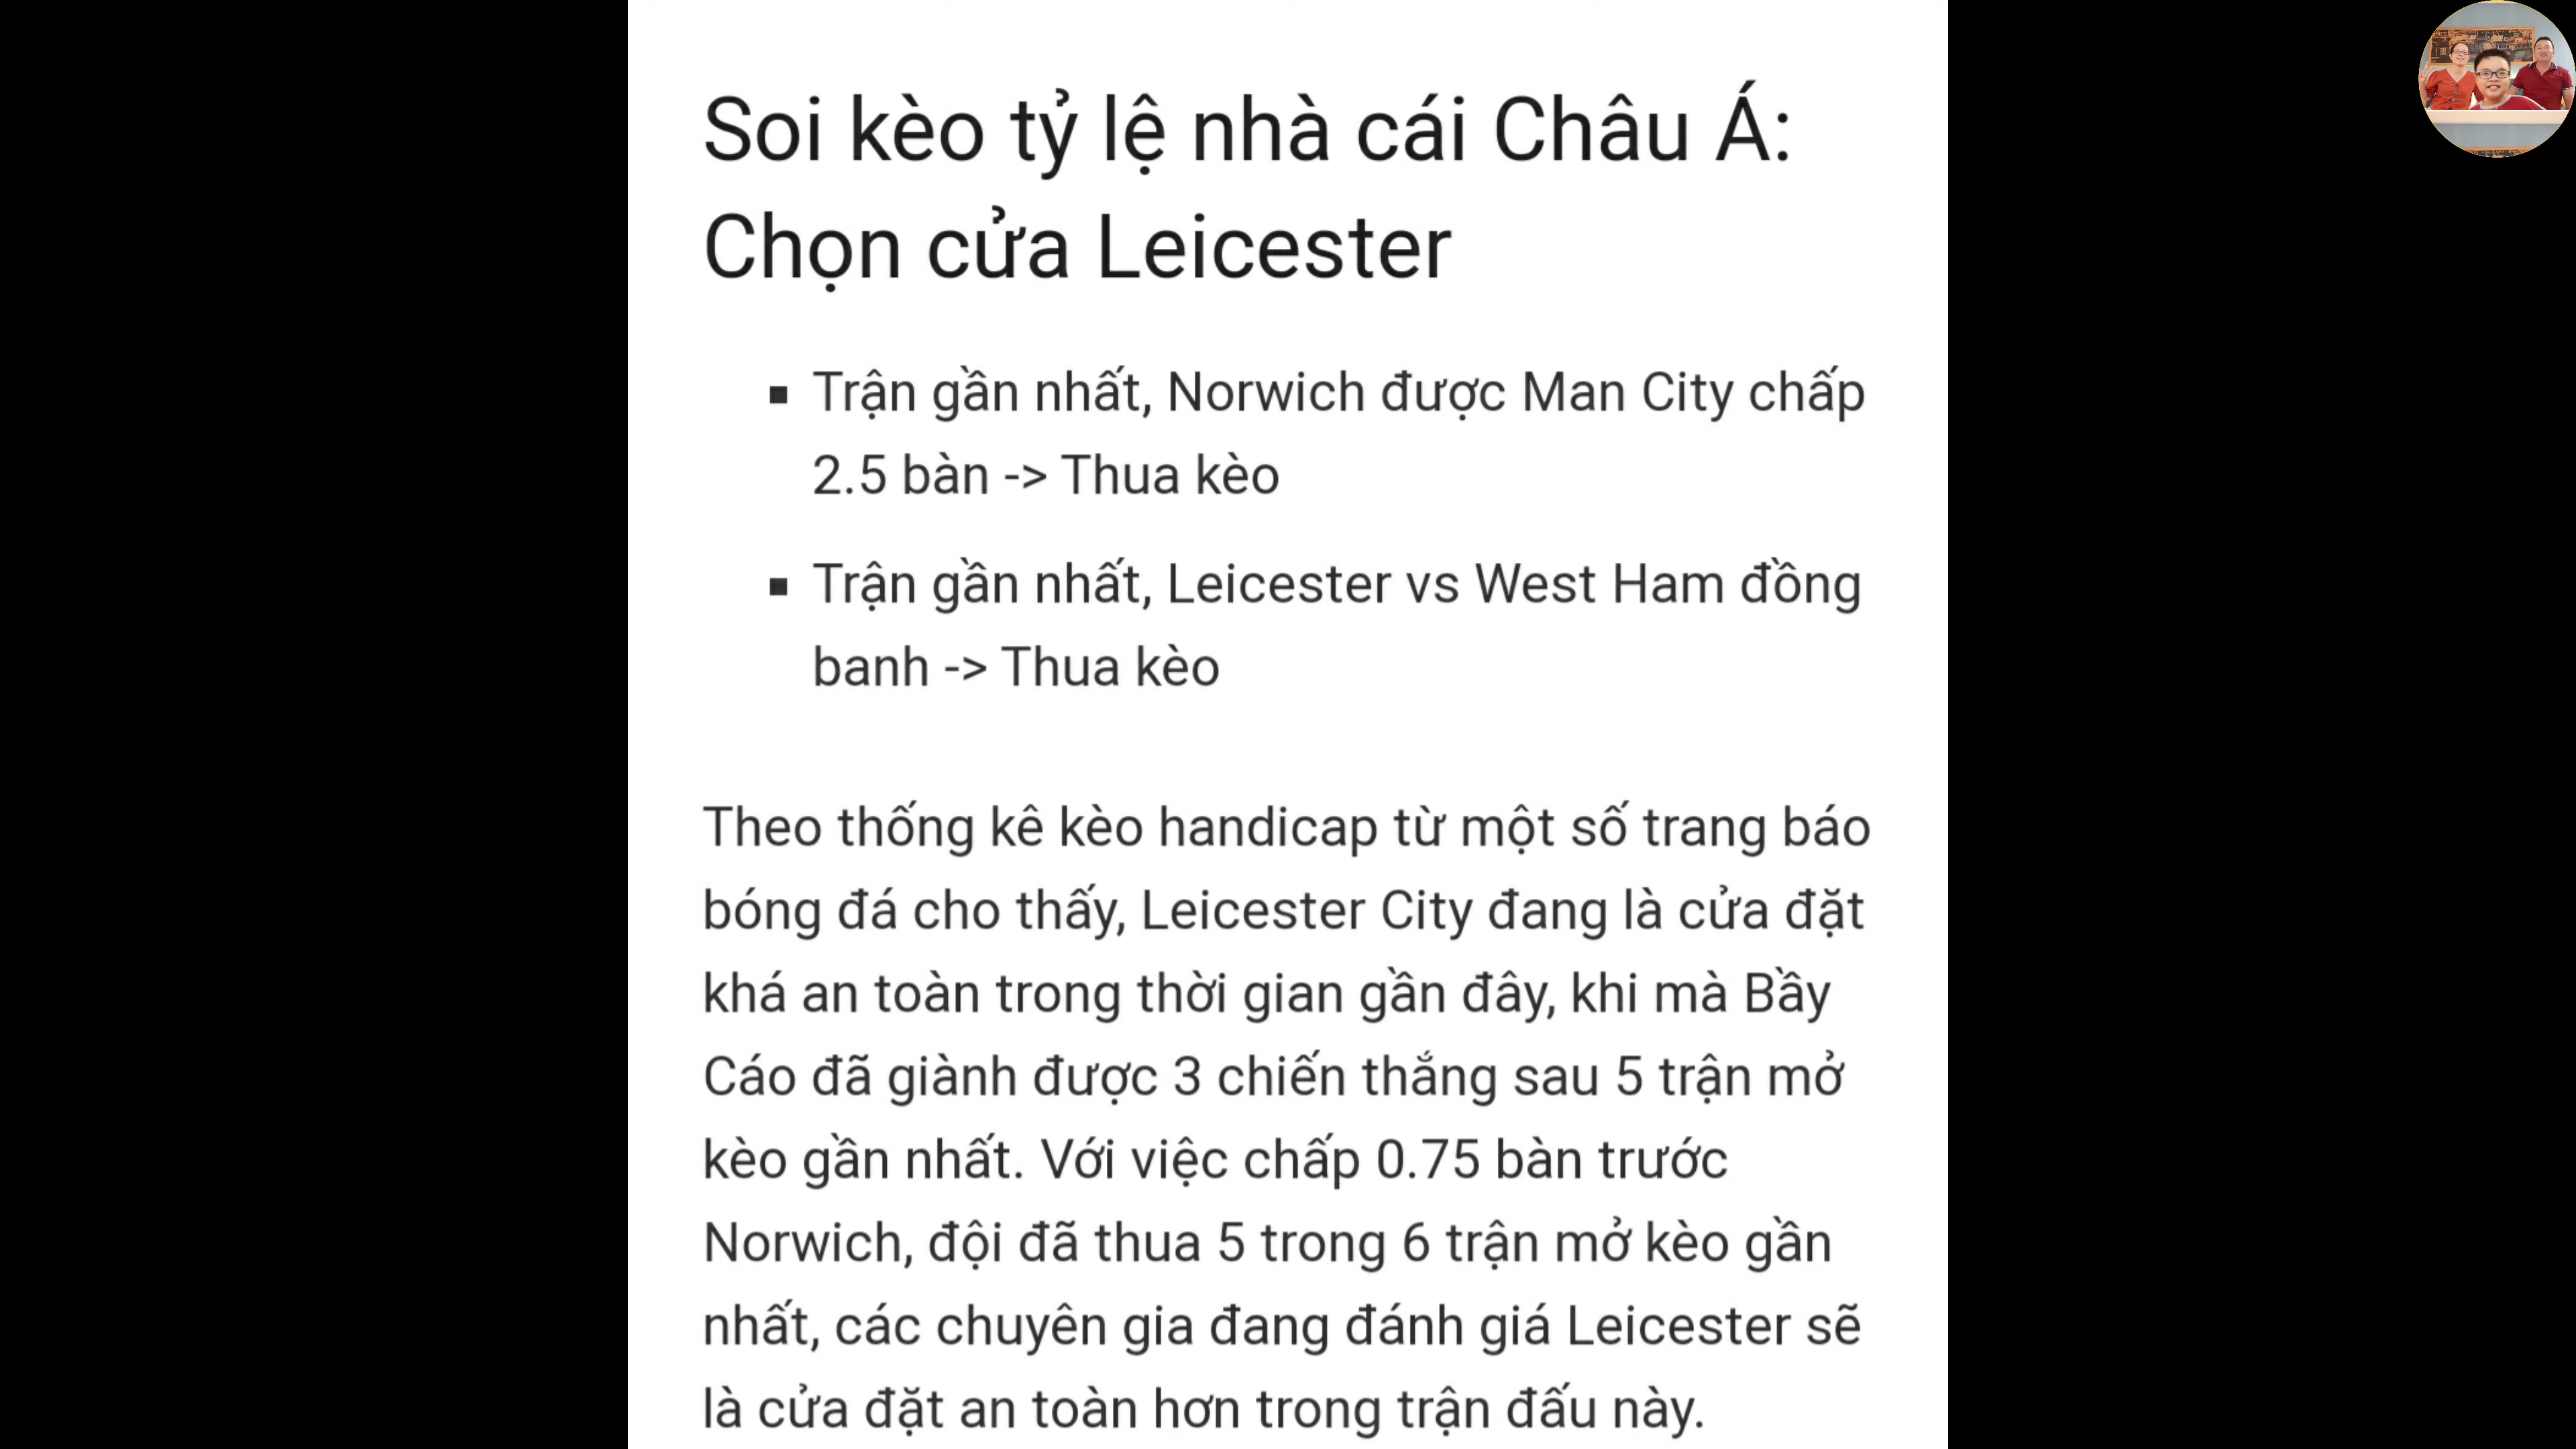 Soi kèo tỷ lệ nhà cái Châu Á:
Chọn cửa Leicester
▪ Trận gần nhất, Norwich được Man City chấp
2.5 bàn -> Thua kèo
▪ Trận gần nhất, Leicester vs West Ham đồng
banh -> Thua kèo
Theo thống kê kèo handicap từ một số trang báo
bóng đá cho thấy, Leicester City đang là cửa đặt
khá an toàn trong thời gian gần đây, khi mà Bầy
Cáo đã giành được 3 chiến thắng sau 5 trận mở
kèo gần nhất. Với việc chấp 0.75 bàn trước
Norwich, đội đã thua 5 trong 6 trận mở kèo gần
nhất, các chuyên gia đang đánh giá Leicester sẽ
là cửa đặt an toàn hơn trong trận đấu này.